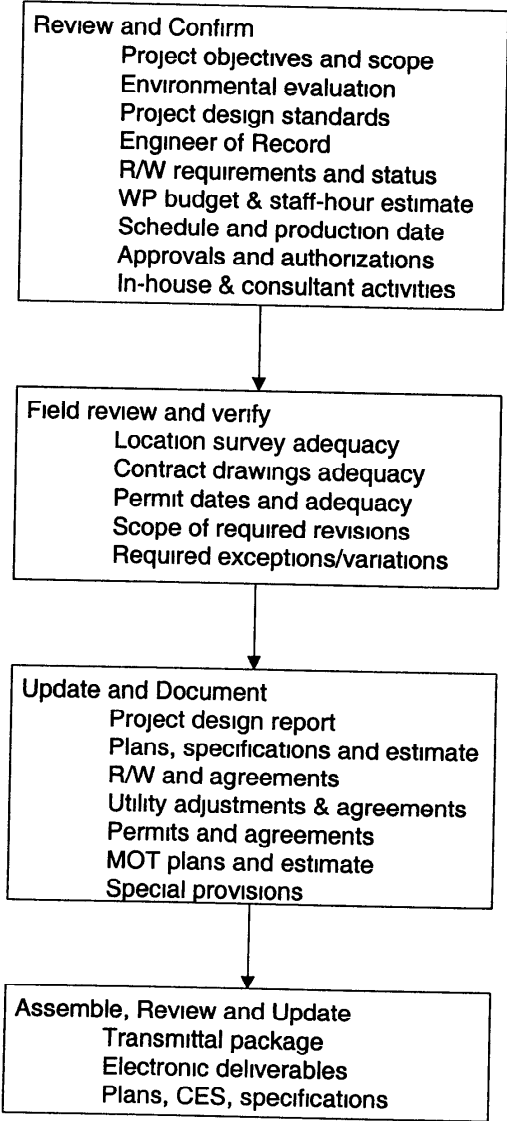 Review and Confirm
Project objectives and scope
Environmental evaluation
Project design standards
Engineer of Record
R/W requirements and status
WP budget & staff-hour estimate
Schedule and production date
Approvals and authorizations
In-house & consultant activities
Field review and verify
Location survey adequacy
Contract drawings adequacy
Permit dates and adequacy
Scope of required revisions
Required exceptions/variations
Update and Document
Project design report
Plans, specifications and estimate
R/W and agreements
Utility adjustments & agreements
Permits and agreements
MOT plans and estimate
Special provisions
Assemble, Review and Update
Transmittal package
Electronic deliverables
Plans, CES, specifications